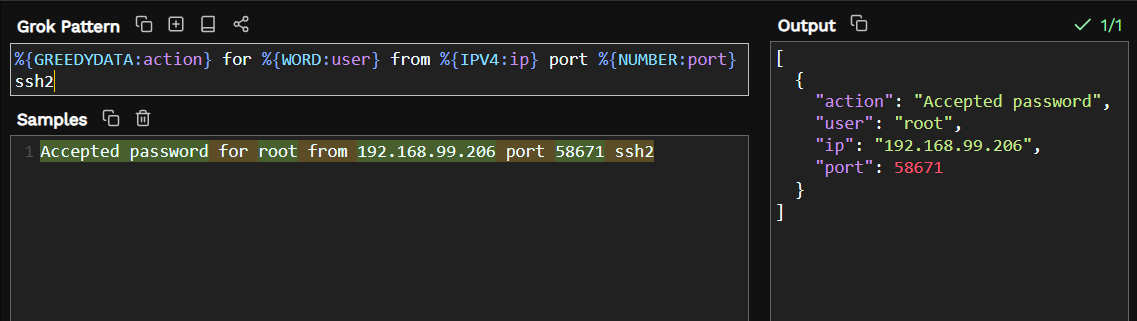 Grok Pattern
%{GREEDYDATA:action} for %{WORD:user} from %{IPV4:ip} port %{NUMBER:port}
ssh2
Samples
1 Accepted password for root from 192.168.99.206 port 58671 ssh2
Output
1/1
[
{
"action": "Accepted password",
"user": "root",
"ip": "192.168.99.206",
"port": 58671
}
]